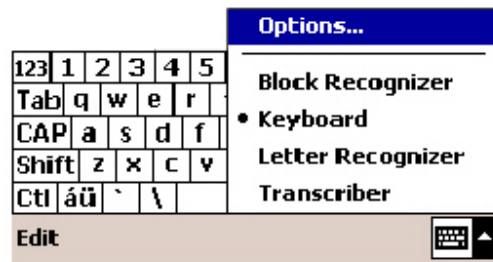 Options...
Block Recognizer
Keyboard
Letter Recognizer
Transcriber
123 1 2 3 4 5
Tab q w e r
CAP a s d f
Shift z x c v
Ctl áü ` \
Edit